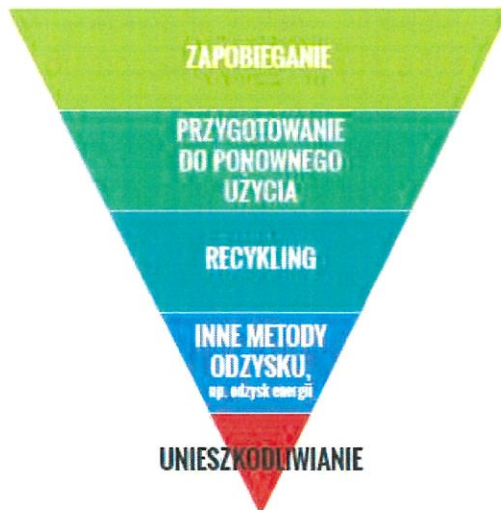 ZAPOBIEGANIE
PRZYGOTOWANIE
DO PONOWNEGO
UŻYCIA
RECYKLING
INNE METODY
ODZYSKU,
np. odzysk energii
UNIESZKODLIWIANIE